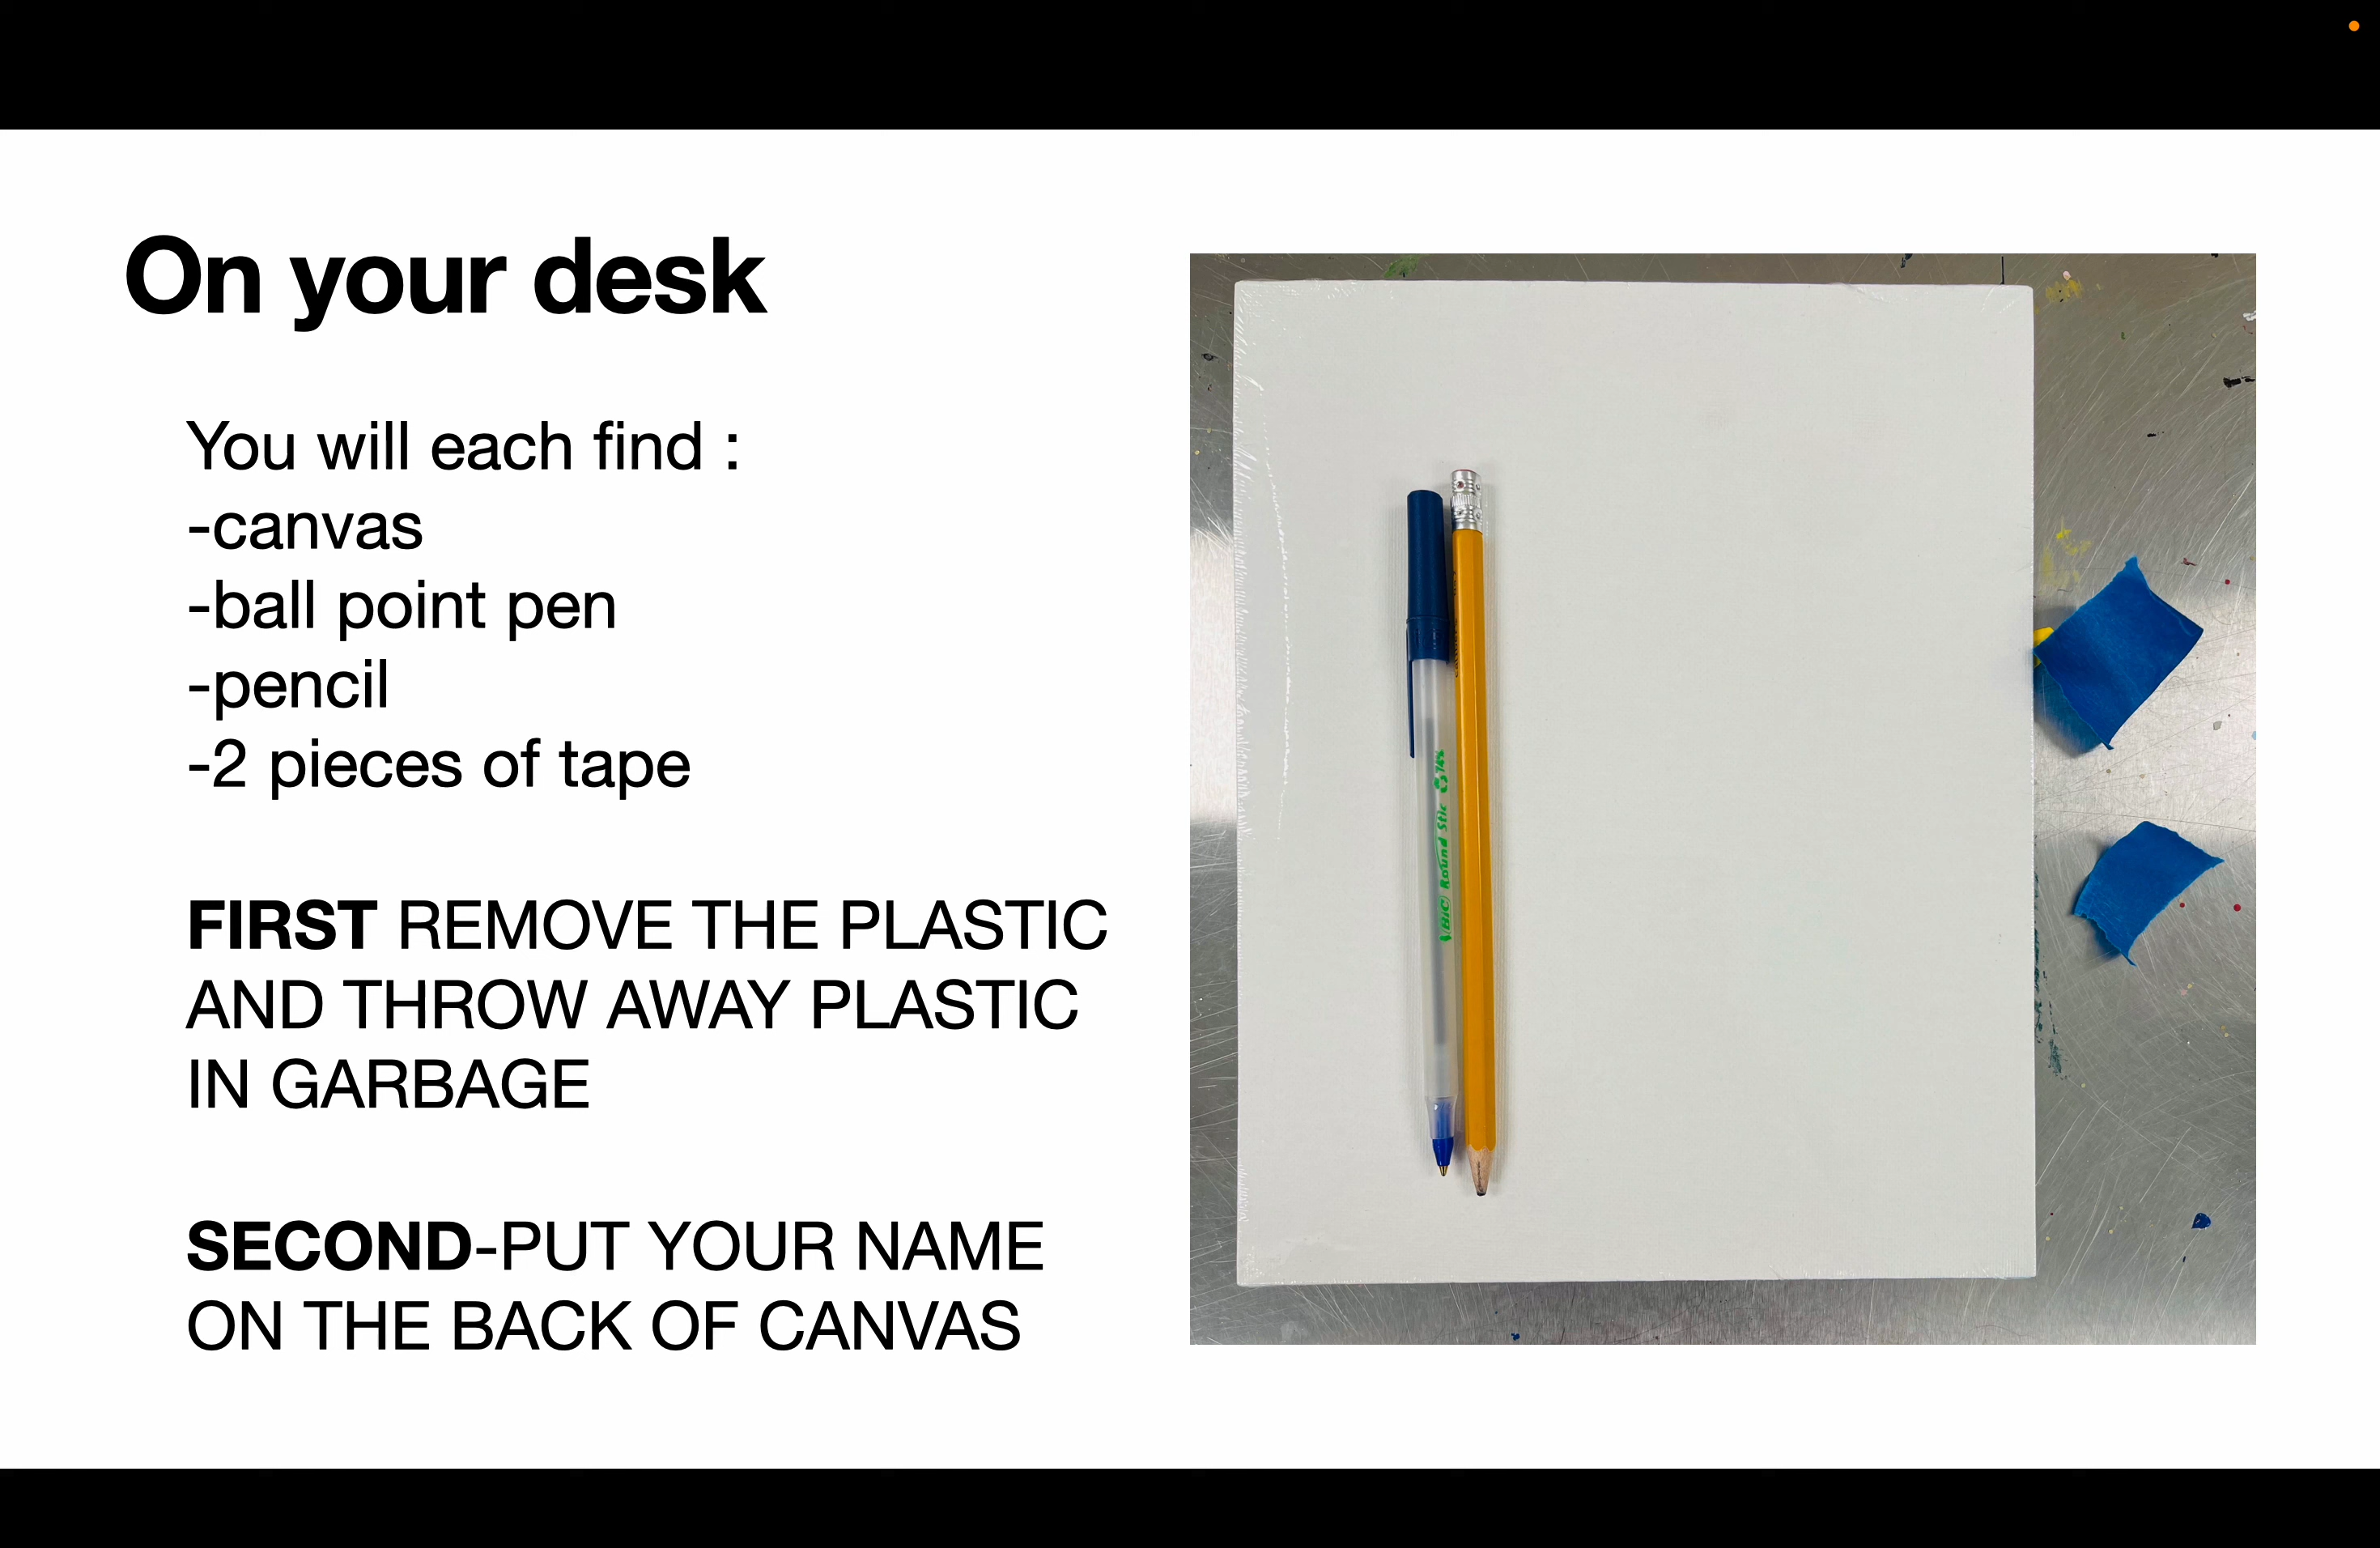 On your desk
You will each find :
-canvas
-ball point pen
-pencil
-2 pieces of tape
FIRST REMOVE THE PLASTIC
AND THROW AWAY PLASTIC
IN GARBAGE
SECOND-PUT YOUR NAME
ON THE BACK OF CANVAS
BIC Round Stic 74%